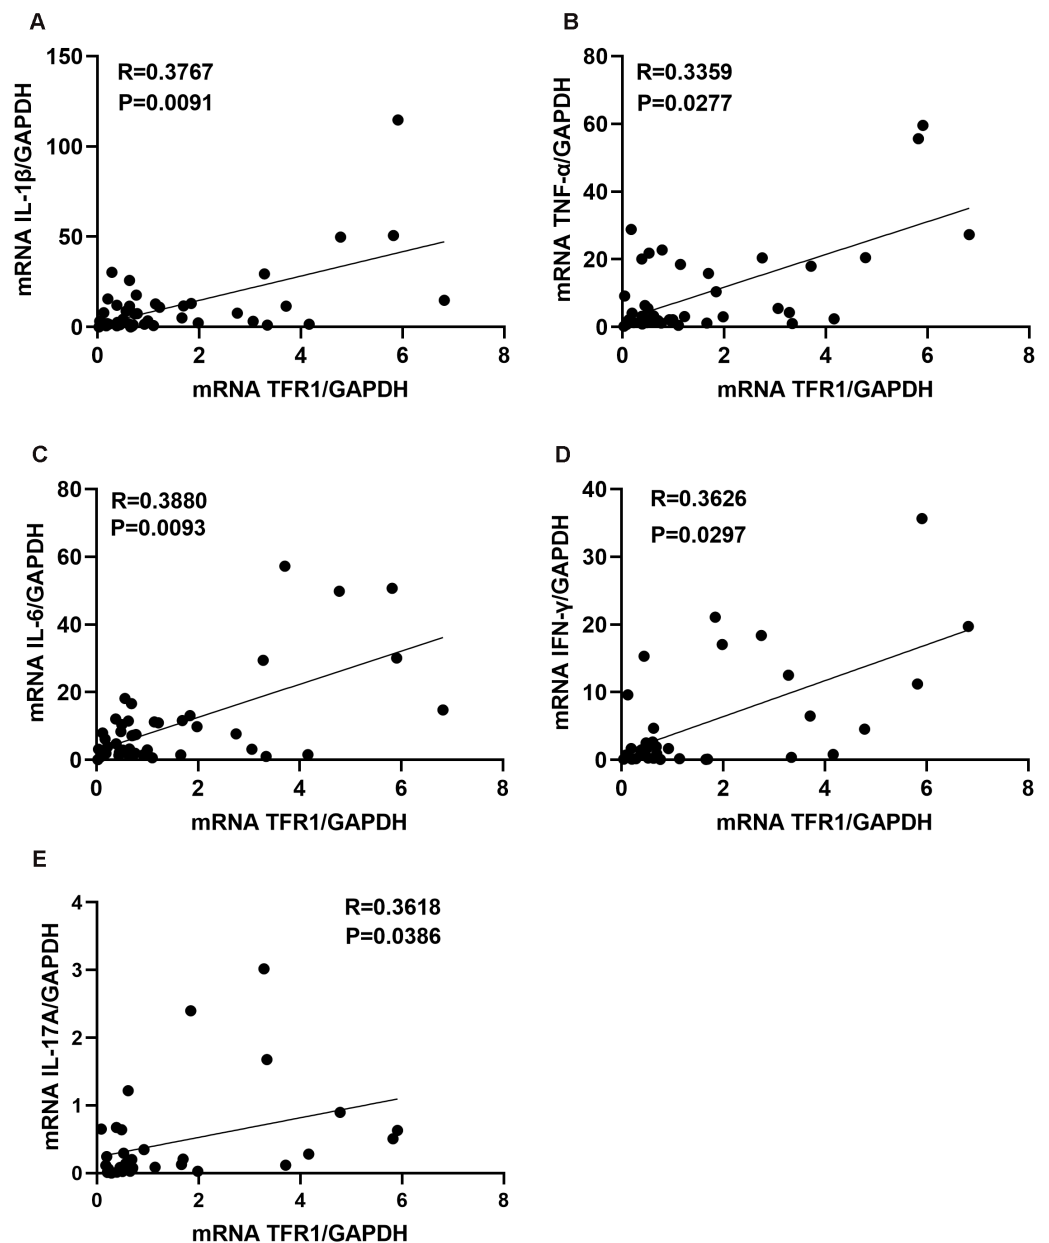 A
R=0.3767
P=0.0091
mRNA IL-1β/GAPDH
150
100
50
0
0 2 4 6 8
mRNA TFR1/GAPDH
B
R=0.3359
P=0.0277
mRNA TNF-α/GAPDH
80
60
40
20
0
0 2 4 6 8
mRNA TFR1/GAPDH
C
R=0.3880
P=0.0093
mRNA IL-6/GAPDH
80
60
40
20
0
0 2 4 6 8
mRNA TFR1/GAPDH
D
R=0.3626
P=0.0297
mRNA IFN-γ/GAPDH
40
30
20
10
0
0 2 4 6 8
mRNA TFR1/GAPDH
E
R=0.3618
P=0.0386
mRNA IL-17A/GAPDH
4
3
2
1
0
0 2 4 6 8
mRNA TFR1/GAPDH